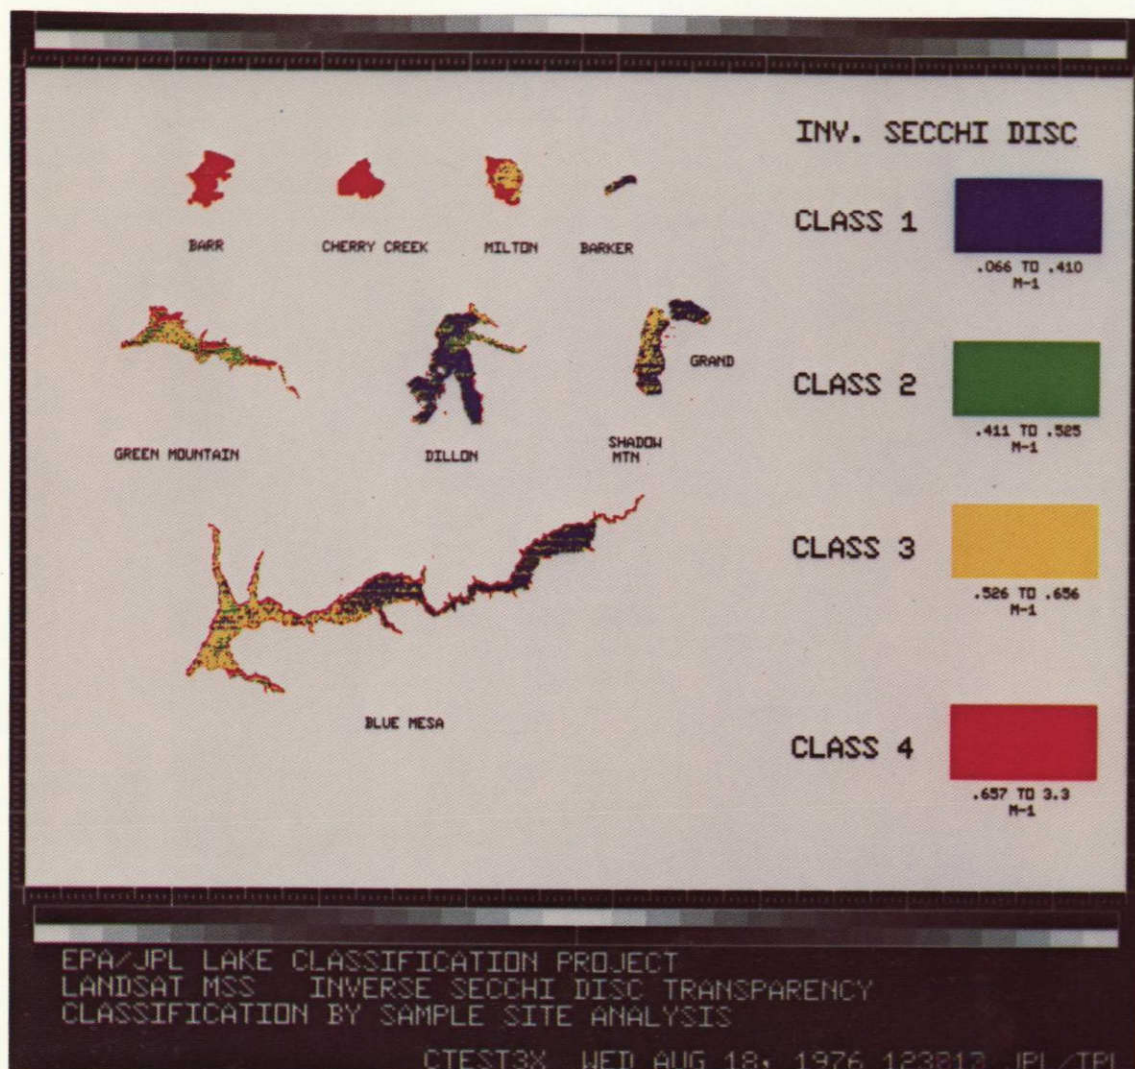 INV. SECCHI DISC
CLASS 1
.066 TO .410
M-1
BARR
CHERRY CREEK
MILTON
BARKER
CLASS 2
.411 TO .525
M-1
GRAND
GREEN MOUNTAIN
DILLON
SHADOW
MTN
CLASS 3
.526 TO .656
M-1
BLUE MESA
CLASS 4
.657 TO 3.3
M-1
EPA/JPL LAKE CLASSIFICATION PROJECT
LANDSAT MSS INVERSE SECCHI DISC TRANSPARENCY
CLASSIFICATION BY SAMPLE SITE ANALYSIS
CTEST3X WED AUG 18, 1976 123013 JPL/IPL